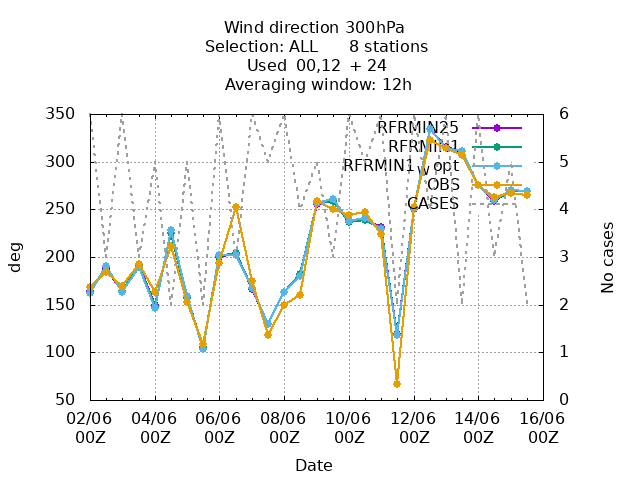 Wind direction 300hPa
Selection: ALL 8 stations
Used 00,12 + 24
Averaging window: 12h
350 6
RFRMIN25
RFRMIN1
300 5
RFRMIN1_opt
OBS
250 4
CASES
200 3
deg
No cases
150 2
100 1
50 0
02/06 04/06 06/06 08/06 10/06 12/06 14/06 16/06
00Z 00Z 00Z 00Z 00Z 00Z 00Z 00Z
Date